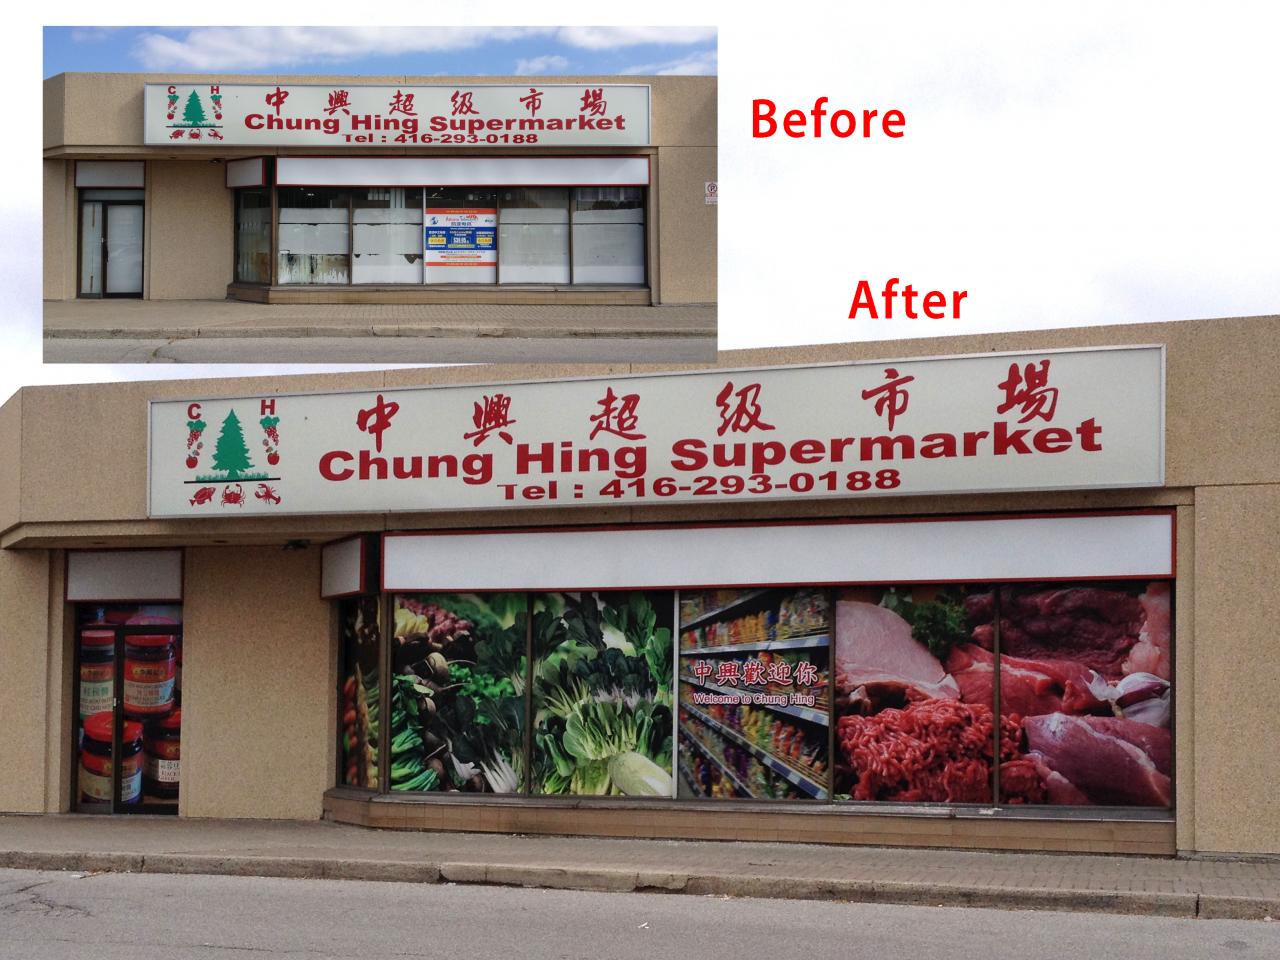 Before
C H
中興超级市場
Chung Hing Supermarket
Tel : 416-293-0188
After
C H
中興超级市場
Chung Hing Supermarket
Tel : 416-293-0188
中興歡迎你
Welcome to Chung Hing